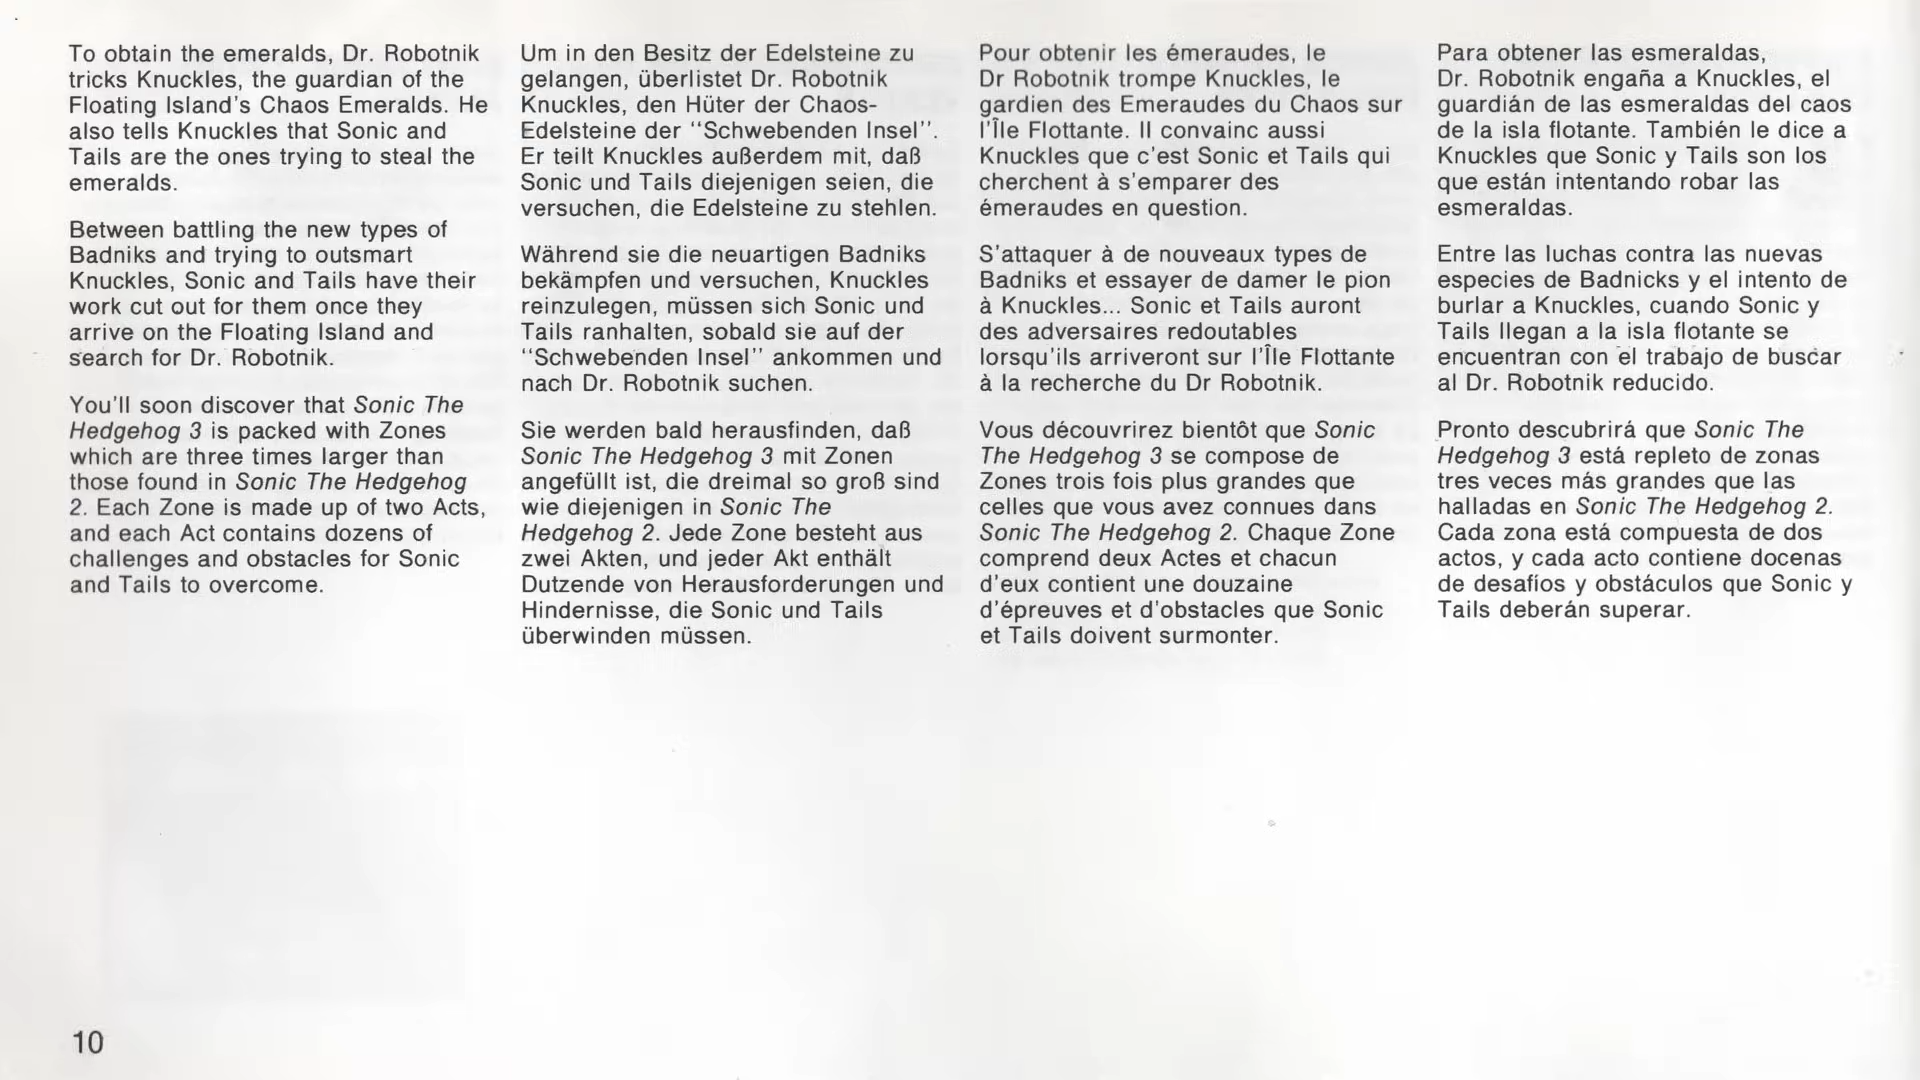 To obtain the emeralds, Dr. Robotnik
tricks Knuckles, the guardian of the
Floating Island's Chaos Emeralds. He
also tells Knuckles that Sonic and
Tails are the ones trying to steal the
emeralds.
Between battling the new types of
Badniks and trying to outsmart
Knuckles, Sonic and Tails have their
work cut out for them once they
arrive on the Floating Island and
search for Dr. Robotnik.
You'll soon discover that Sonic The
Hedgehog 3 is packed with Zones
which are three times larger than
those found in Sonic The Hedgehog
2. Each Zone is made up of two Acts,
and each Act contains dozens of
challenges and obstacles for Sonic
and Tails to overcome.
Um in den Besitz der Edelsteine zu
gelangen, überlistet Dr. Robotnik
Knuckles, den Hüter der Chaos-
Edelsteine der "Schwebenden Insel".
Er teilt Knuckles außerdem mit, daß
Sonic und Tails diejenigen seien, die
versuchen, die Edelsteine zu stehlen.
Während sie die neuartigen Badniks
bekämpfen und versuchen, Knuckles
reinzulegen, müssen sich Sonic und
Tails ranhalten, sobald sie auf der
"Schwebenden Insel" ankommen und
nach Dr. Robotnik suchen.
Sie werden bald herausfinden, daß
Sonic The Hedgehog 3 mit Zonen
angefüllt ist, die dreimal so groß sind
wie diejenigen in Sonic The
Hedgehog 2. Jede Zone besteht aus
zwei Akten, und jeder Akt enthält
Dutzende von Herausforderungen und
Hindernisse, die Sonic und Tails
überwinden müssen.
Pour obtenir les émeraudes, le
Dr Robotnik trompe Knuckles, le
gardien des Emeraudes du Chaos sur
l'Île Flottante. Il convainc aussi
Knuckles que c'est Sonic et Tails qui
cherchent à s'emparer des
émeraudes en question.
S'attaquer à de nouveaux types de
Badniks et essayer de damer le pion
à Knuckles... Sonic et Tails auront
des adversaires redoutables
lorsqu'ils arriveront sur l'Île Flottante
à la recherche du Dr Robotnik.
Vous découvrirez bientôt que Sonic
The Hedgehog 3 se compose de
Zones trois fois plus grandes que
celles que vous avez connues dans
Sonic The Hedgehog 2. Chaque Zone
comprend deux Actes et chacun
d'eux contient une douzaine
d'épreuves et d'obstacles que Sonic
et Tails doivent surmonter.
Para obtener las esmeraldas,
Dr. Robotnik engaña a Knuckles, el
guardián de las esmeraldas del caos
de la isla flotante. También le dice a
Knuckles que Sonic y Tails son los
que están intentando robar las
esmeraldas.
Entre las luchas contra las nuevas
especies de Badnicks y el intento de
burlar a Knuckles, cuando Sonic y
Tails llegan a la isla flotante se
encuentran con el trabajo de buscar
al Dr. Robotnik reducido.
Pronto descubrirá que Sonic The
Hedgehog 3 está repleto de zonas
tres veces más grandes que las
halladas en Sonic The Hedgehog 2.
Cada zona está compuesta de dos
actos, y cada acto contiene docenas
de desafíos y obstáculos que Sonic y
Tails deberán superar.
10